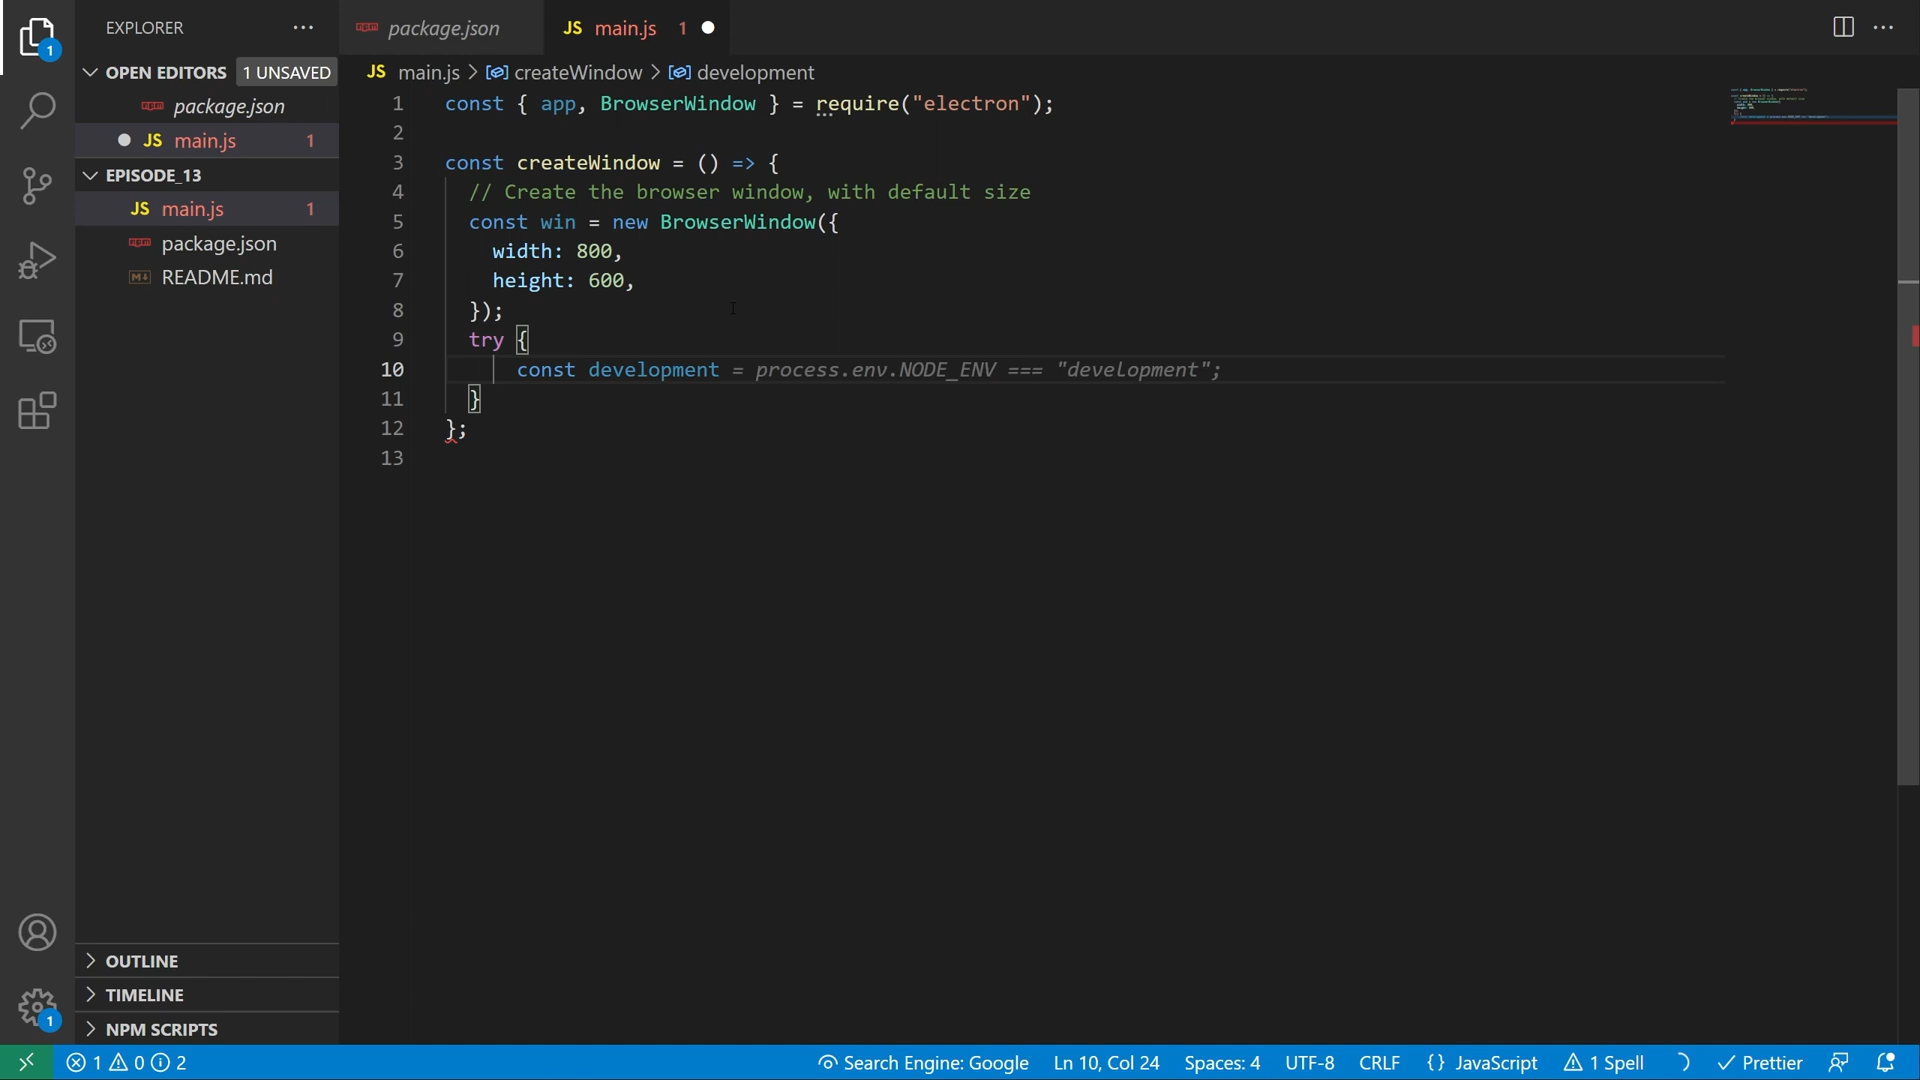 EXPLORER
OPEN EDITORS 1 UNSAVED
package.json
JS main.js 1
EPISODE_13
JS main.js 1
package.json
README.md
OUTLINE
TIMELINE
NPM SCRIPTS
package.json JS main.js 1
JS main.js > createWindow > development
1 const { app, BrowserWindow } = require("electron");
2
3 const createWindow = () => {
4 // Create the browser window, with default size
5 const win = new BrowserWindow({
6 width: 800,
7 height: 600,
8 });
9 try {
10 const development = process.env.NODE_ENV === "development";
11 }
12 };
13
1 0 2 Search Engine: Google Ln 10, Col 24 Spaces: 4 UTF-8 CRLF {} JavaScript 1 Spell Prettier
1
1